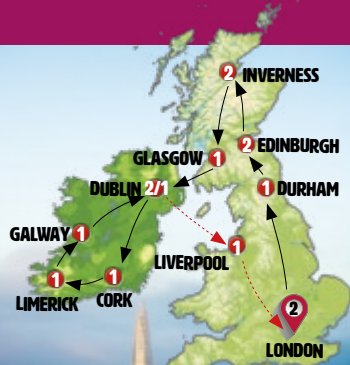 2 INVERNESS
2 EDINBURGH
GLASGOW 1
DUBLIN 2/1
1 DURHAM
GALWAY 1
1
LIVERPOOL
1
LIMERICK
1
CORK
2
LONDON